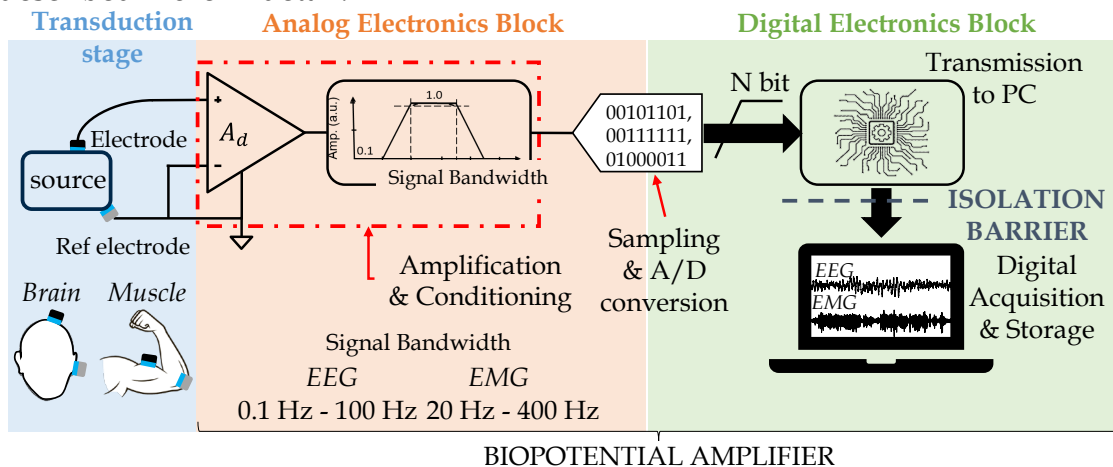 Transduction
stage
Analog Electronics Block
Digital Electronics Block
Electrode
source
Ref electrode
Brain Muscle
+
−
A_d
Amp. (a.u.)
1.0
0.1
Signal Bandwidth
Amplification
& Conditioning
Signal Bandwidth
EEG EMG
0.1 Hz - 100 Hz 20 Hz - 400 Hz
00101101,
00111111,
01000011
Sampling
& A/D
conversion
N bit
Transmission
to PC
ISOLATION
BARRIER
EEG
EMG
Digital
Acquisition
& Storage
BIOPOTENTIAL AMPLIFIER